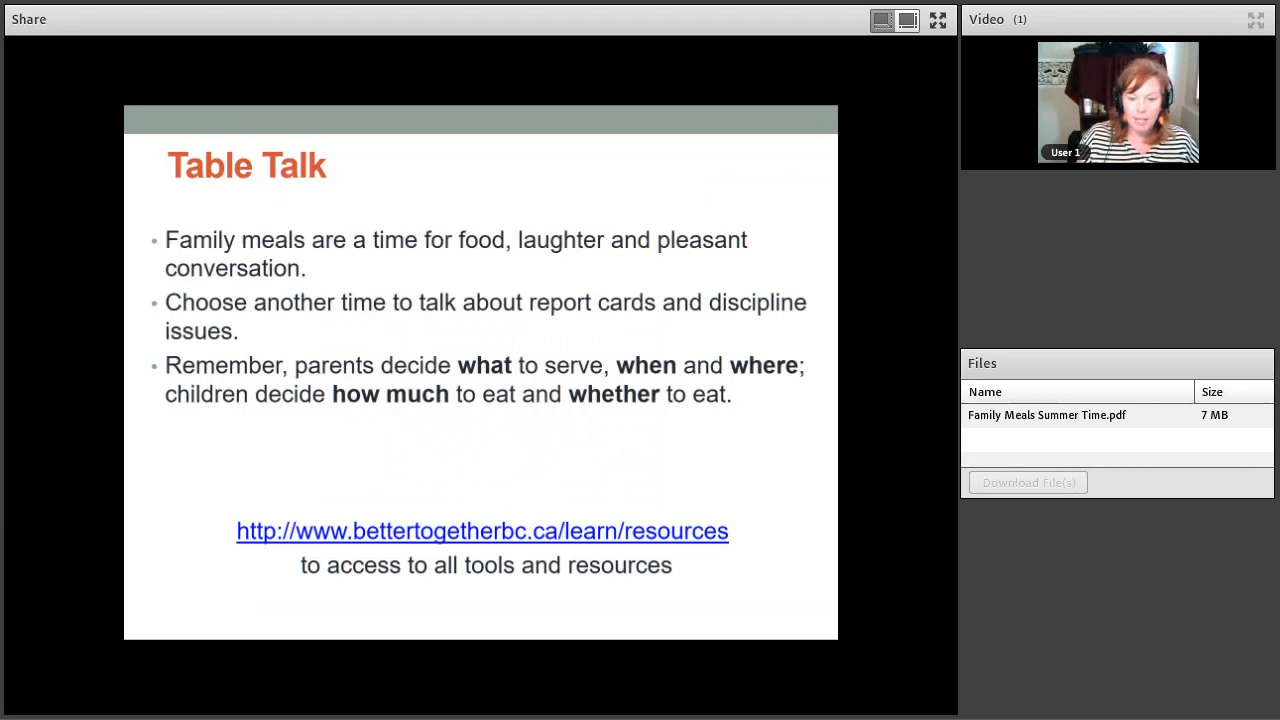 Share
Video (1)
User 1
Table Talk
• Family meals are a time for food, laughter and pleasant
conversation.
• Choose another time to talk about report cards and discipline
issues.
• Remember, parents decide what to serve, when and where;
children decide how much to eat and whether to eat.
http://www.bettertogetherbc.ca/learn/resources
to access to all tools and resources
Files
Name Size
Family Meals Summer Time.pdf 7 MB
Download File(s)